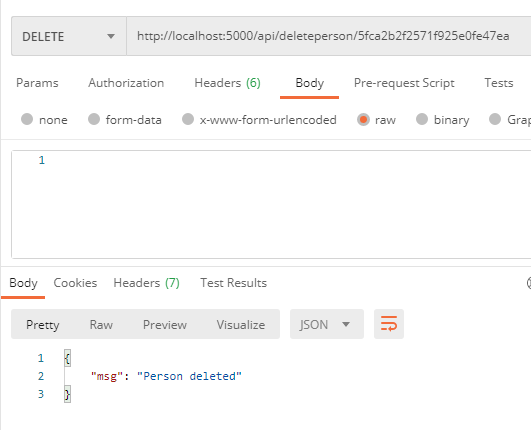 DELETE http://localhost:5000/api/deleteperson/5fca2b2f2571f925e0fe47ea
Params Authorization Headers (6) Body Pre-request Script Tests
none form-data x-www-form-urlencoded raw binary Grap
1
Body Cookies Headers (7) Test Results
Pretty Raw Preview Visualize JSON
1 {
2 "msg": "Person deleted"
3 }